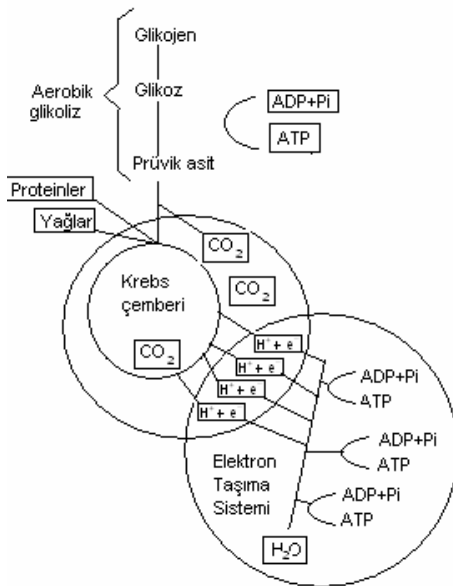 Glikojen
Aerobik
glikoliz
Glikoz
ADP+Pi
ATP
Prüvik asit
Proteinler
Yağlar
CO₂
Krebs
çemberi
CO₂
CO₂
H⁺+ e
H⁺+ e
H⁺+ e
H⁺+ e
ADP+Pi
ATP
ADP+Pi
ATP
ADP+Pi
ATP
Elektron
Taşıma
Sistemi
H₂O